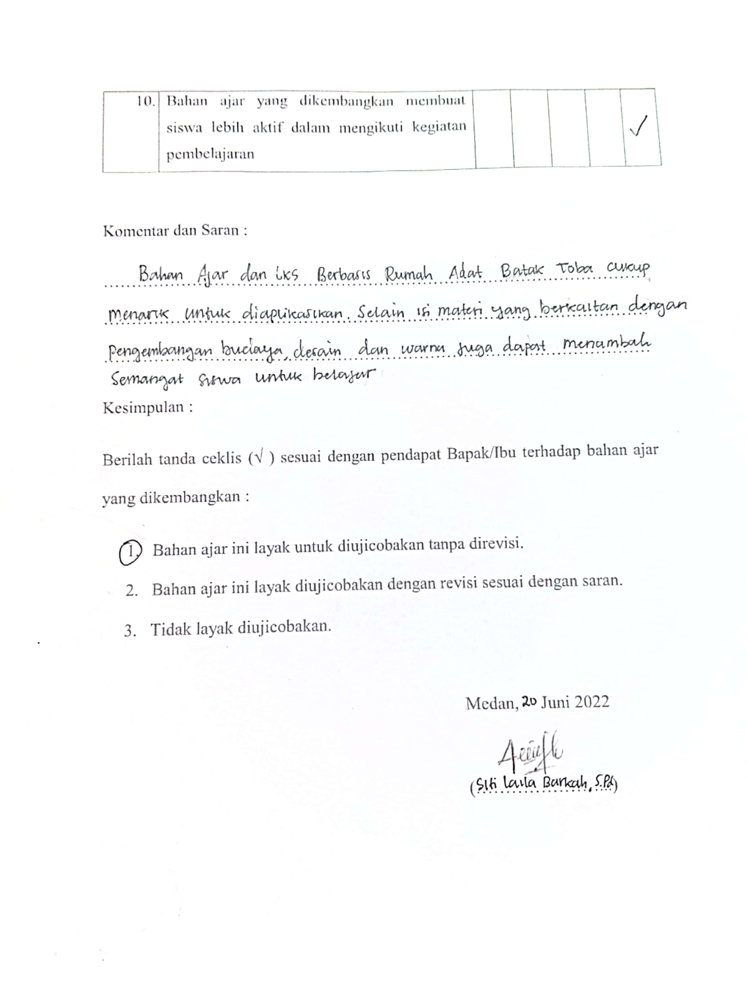 10. Bahan ajar yang dikembangkan membuat
siswa lebih aktif dalam mengikuti kegiatan ✓
pembelajaran
Komentar dan Saran :
Bahan Ajar dan LKS Berbasis Rumah Adat Batak Toba cukup
menarik untuk diaplikasikan. Selain isi materi yang berkaitan dengan
pengembangan budaya, desain dan warna juga dapat menambah
Semangat siswa untuk belajar
Kesimpulan :
Berilah tanda ceklis (√ ) sesuai dengan pendapat Bapak/Ibu terhadap bahan ajar
yang dikembangkan :
1. Bahan ajar ini layak untuk diujicobakan tanpa direvisi.
2. Bahan ajar ini layak diujicobakan dengan revisi sesuai dengan saran.
3. Tidak layak diujicobakan.
Medan, 20 Juni 2022
(Siti Laila Barkah, S.Pd)